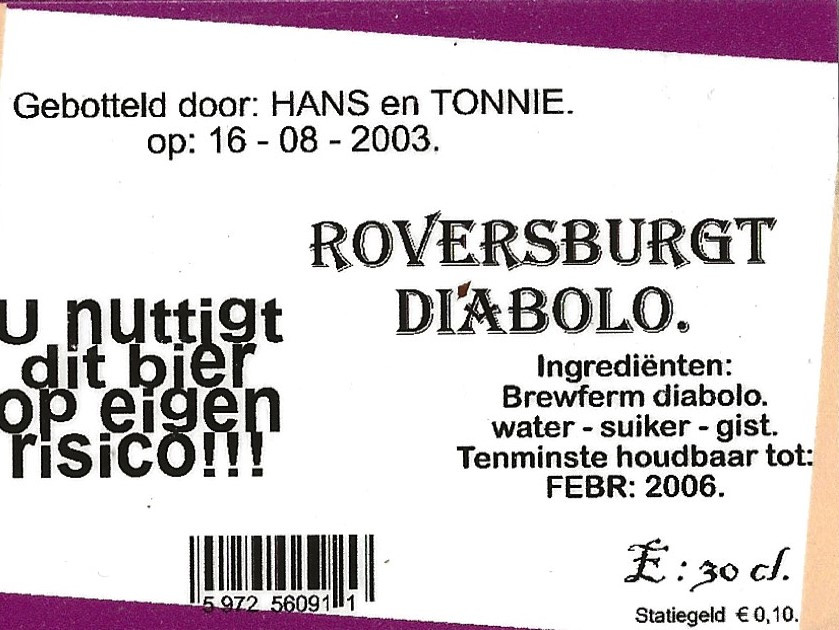 Gebotteld door: HANS en TONNIE.
op: 16 - 08 - 2003.
ROVERSBURGT
DIABOLO.
U nuttigt
dit bier
op eigen
risico!!!
Ingrediënten:
Brewferm diabolo.
water - suiker - gist.
Tenminste houdbaar tot:
FEBR: 2006.
5 972 56091 1
E : 30 cl.
Statiegeld € 0,10.